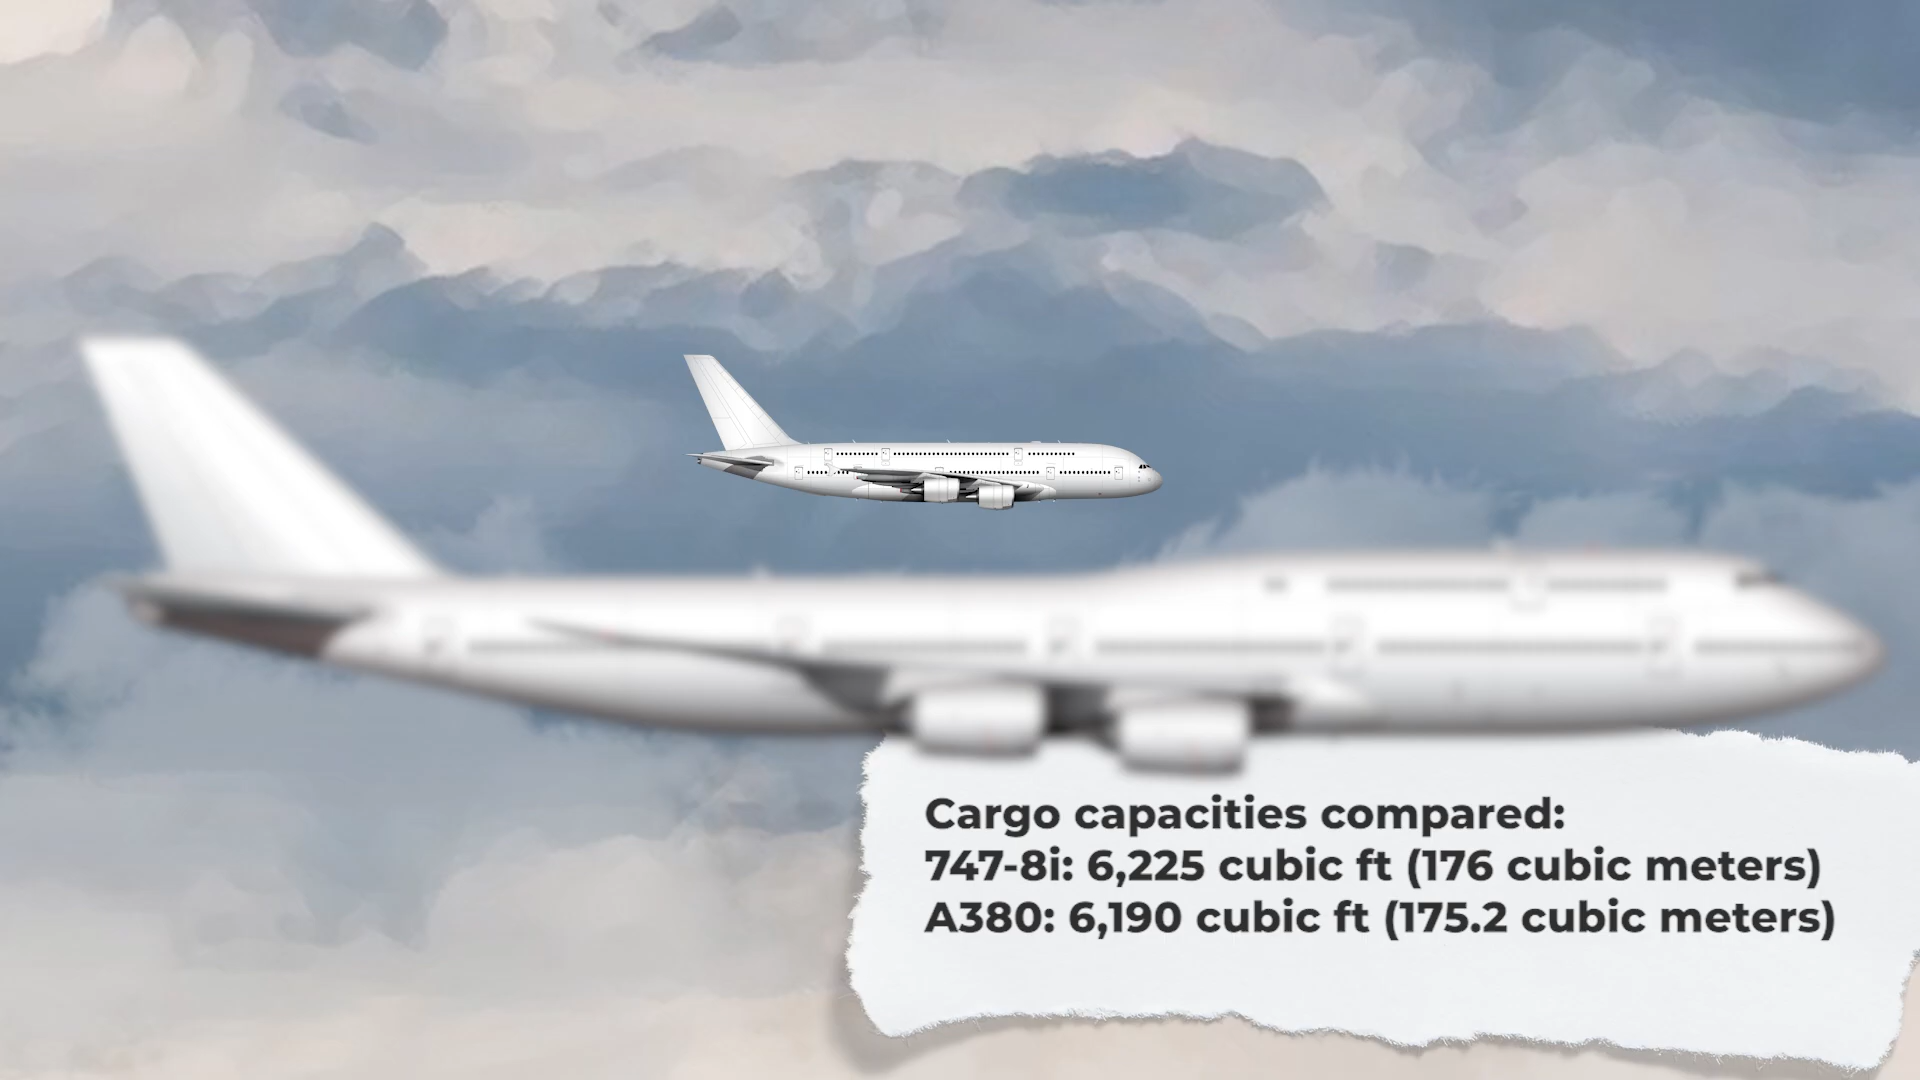 Cargo capacities compared:
747-8i: 6,225 cubic ft (176 cubic meters)
A380: 6,190 cubic ft (175.2 cubic meters)